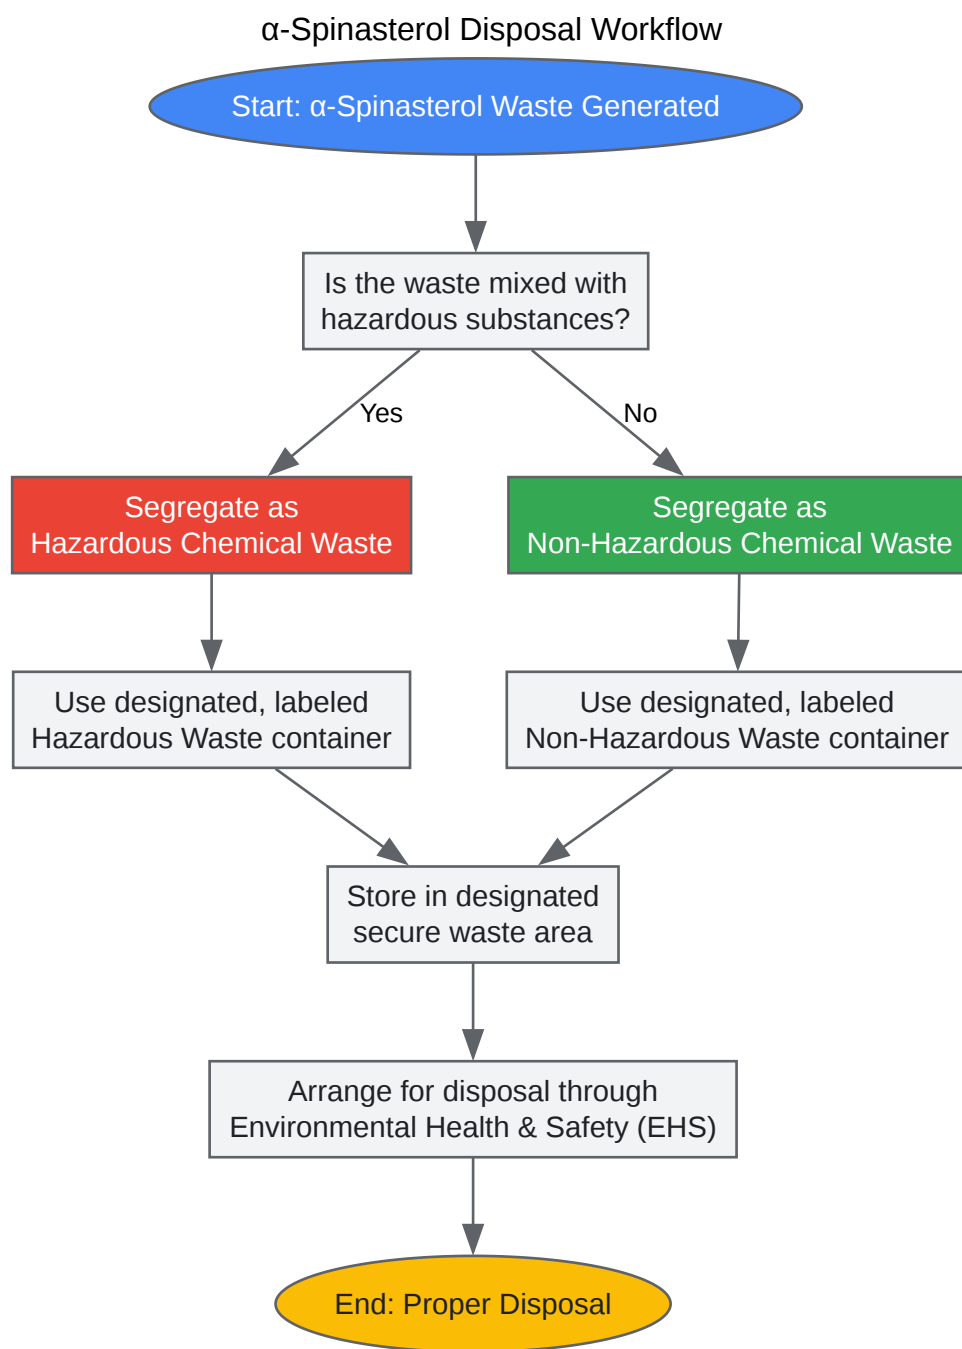 α-Spinasterol Disposal Workflow
Start: α-Spinasterol Waste Generated
Is the waste mixed with
hazardous substances?
Yes
No
Segregate as
Hazardous Chemical Waste
Segregate as
Non-Hazardous Chemical Waste
Use designated, labeled
Hazardous Waste container
Use designated, labeled
Non-Hazardous Waste container
Store in designated
secure waste area
Arrange for disposal through
Environmental Health & Safety (EHS)
End: Proper Disposal